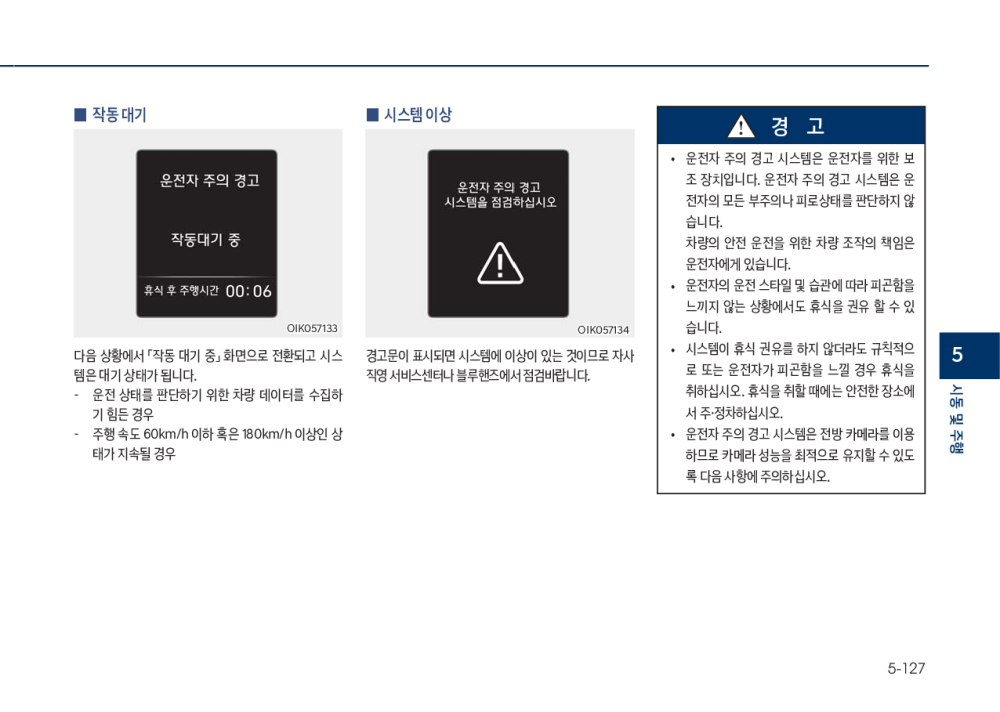 ■ 작동 대기
운전자 주의 경고
작동대기 중
휴식 후 주행시간 00:06
OIK057133
다음 상황에서 「작동 대기 중」 화면으로 전환되고 시스
템은 대기 상태가 됩니다.
- 운전 상태를 판단하기 위한 차량 데이터를 수집하
기 힘든 경우
- 주행 속도 60km/h 이하 혹은 180km/h 이상인 상
태가 지속될 경우
■ 시스템 이상
운전자 주의 경고
시스템을 점검하십시오
OIK057134
경고문이 표시되면 시스템에 이상이 있는 것이므로 자사
직영 서비스센터나 블루핸즈에서 점검바랍니다.
경 고
• 운전자 주의 경고 시스템은 운전자를 위한 보
조 장치입니다. 운전자 주의 경고 시스템은 운
전자의 모든 부주의나 피로상태를 판단하지 않
습니다.
차량의 안전 운전을 위한 차량 조작의 책임은
운전자에게 있습니다.
• 운전자의 운전 스타일 및 습관에 따라 피곤함을
느끼지 않는 상황에서도 휴식을 권유 할 수 있
습니다.
• 시스템이 휴식 권유를 하지 않더라도 규칙적으
로 또는 운전자가 피곤함을 느낄 경우 휴식을
취하십시오. 휴식을 취할 때에는 안전한 장소에
서 주·정차하십시오.
• 운전자 주의 경고 시스템은 전방 카메라를 이용
하므로 카메라 성능을 최적으로 유지할 수 있도
록 다음 사항에 주의하십시오.
5
시동 및 주행
5-127